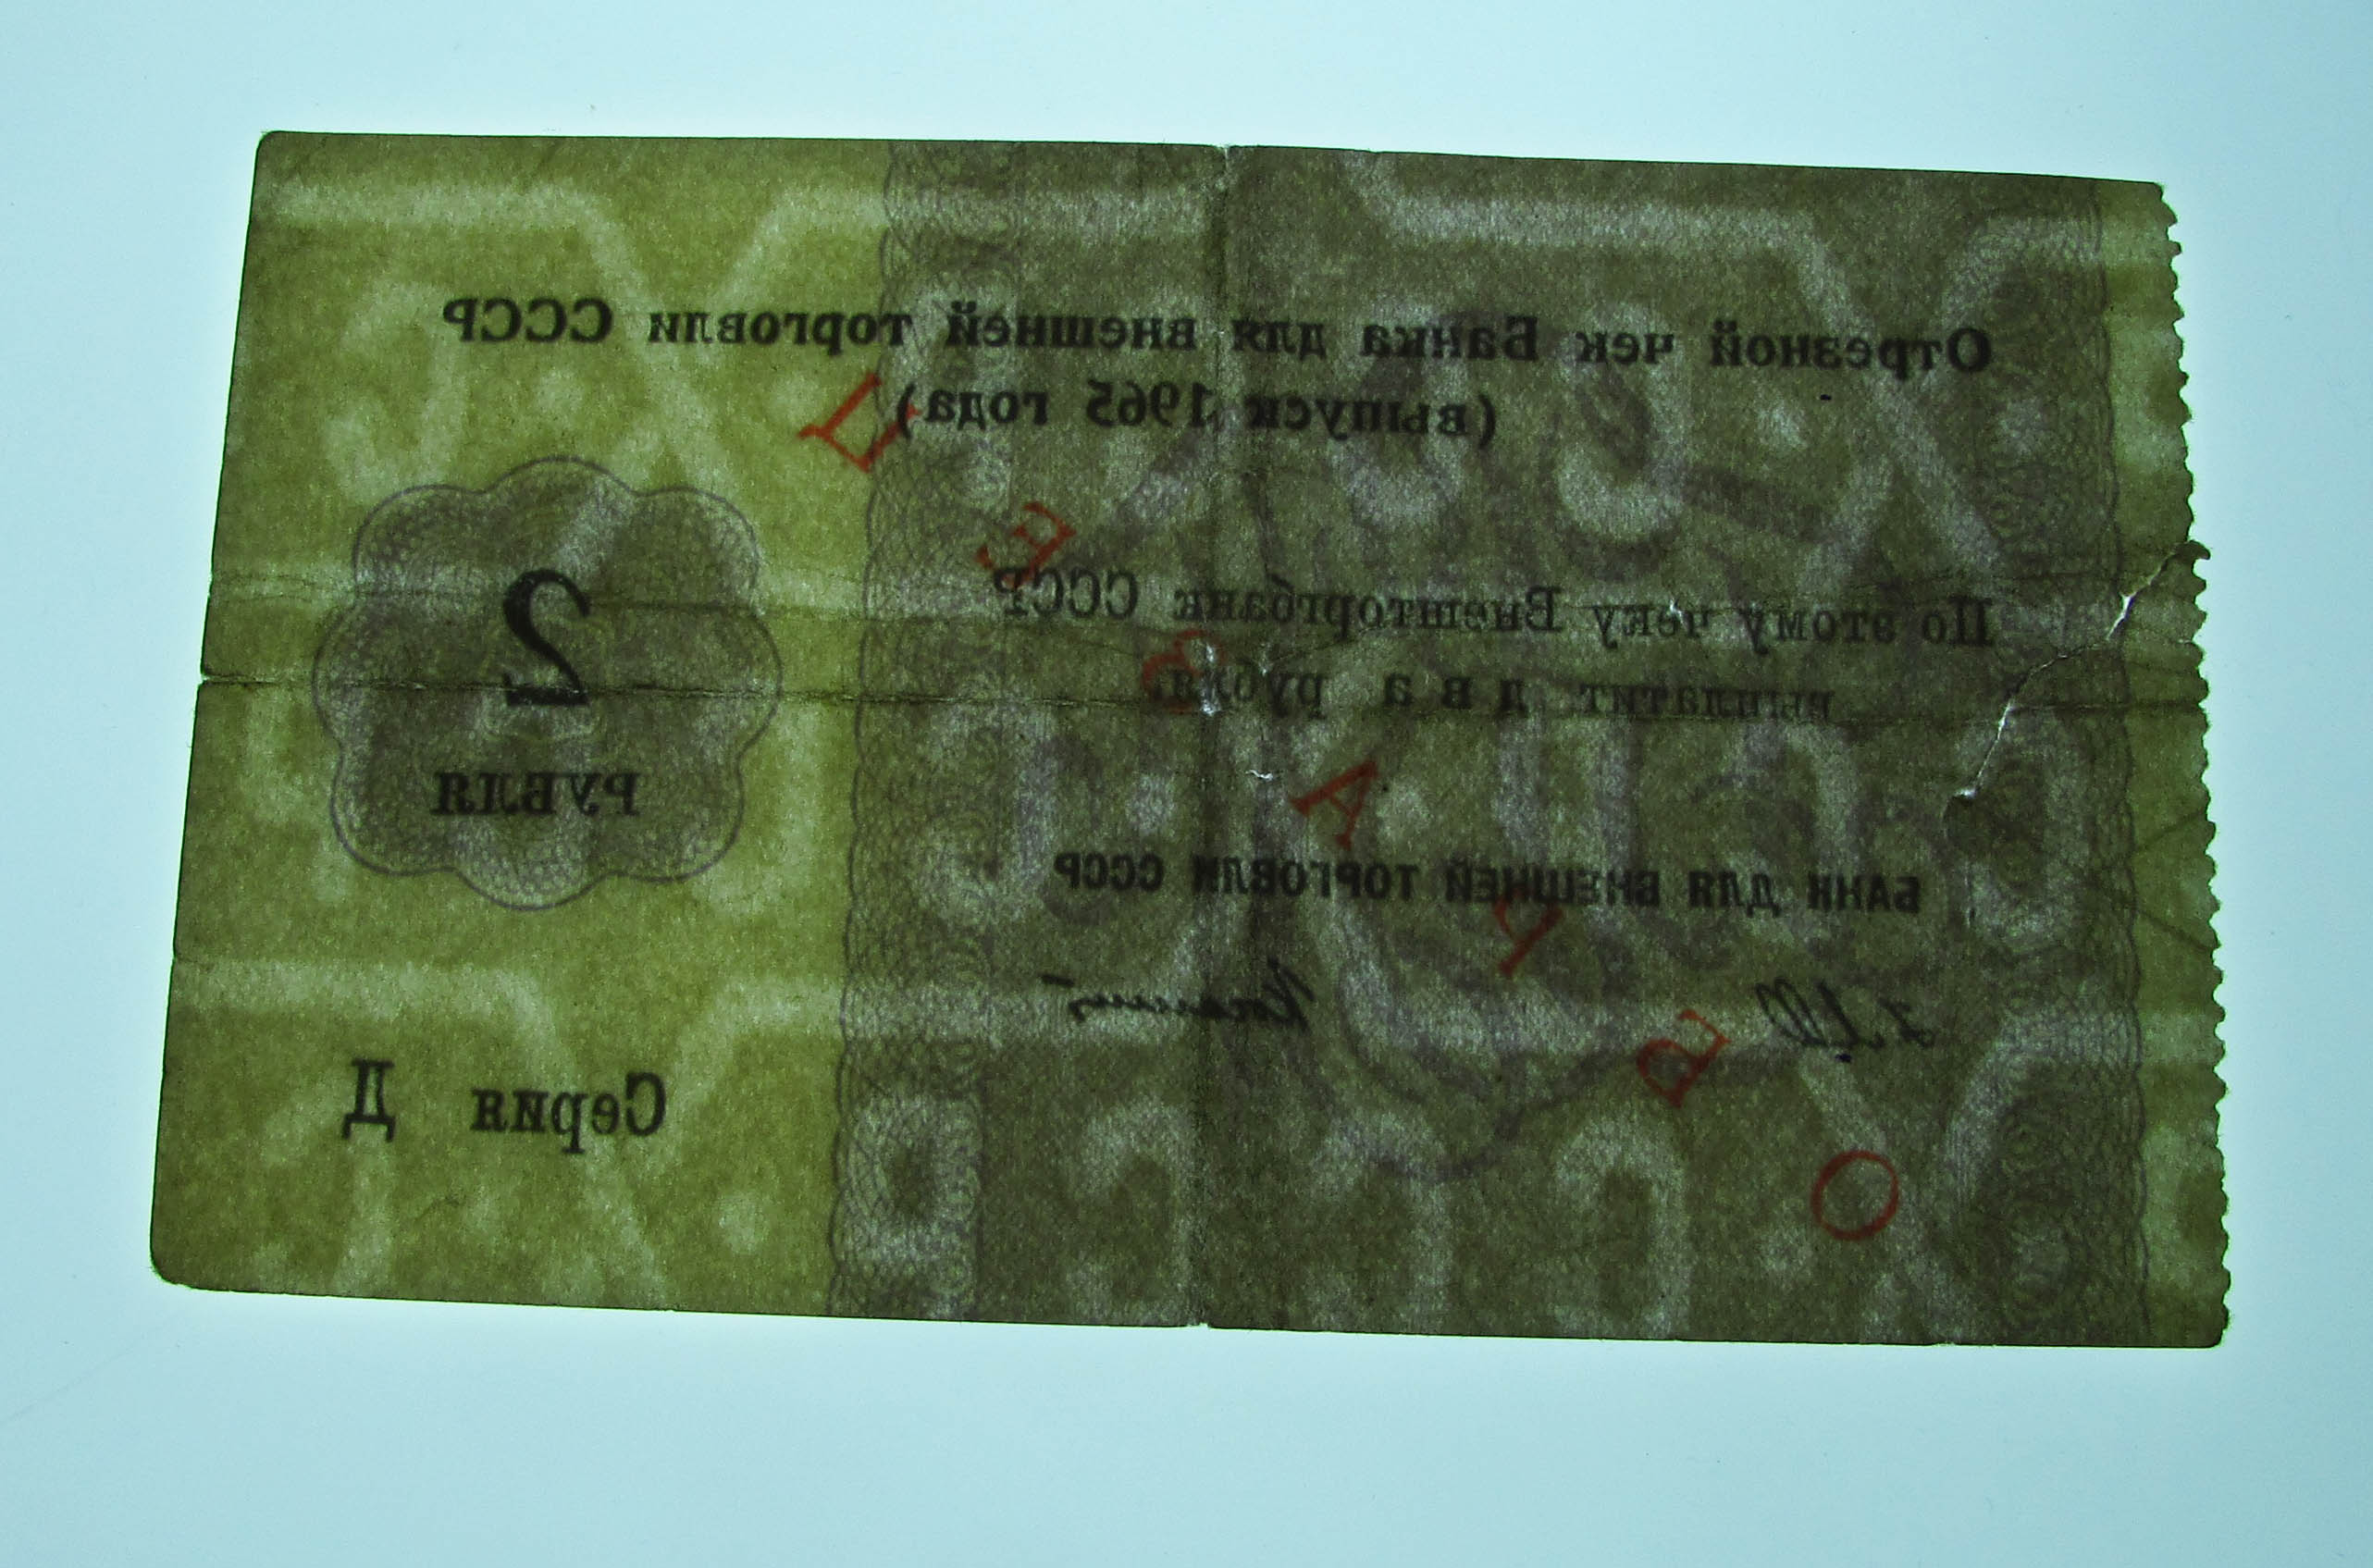 Отрезной чек Банка для внешней торговли СССР
(выпуск 1965 года)
По этому чеку Внешторгбанк СССР
выплатит д в а рубля.
2
РУБЛЯ
БАНК ДЛЯ ВНЕШНЕЙ ТОРГОВЛИ СССР
Серия Д
ОБРАЗЕЦ